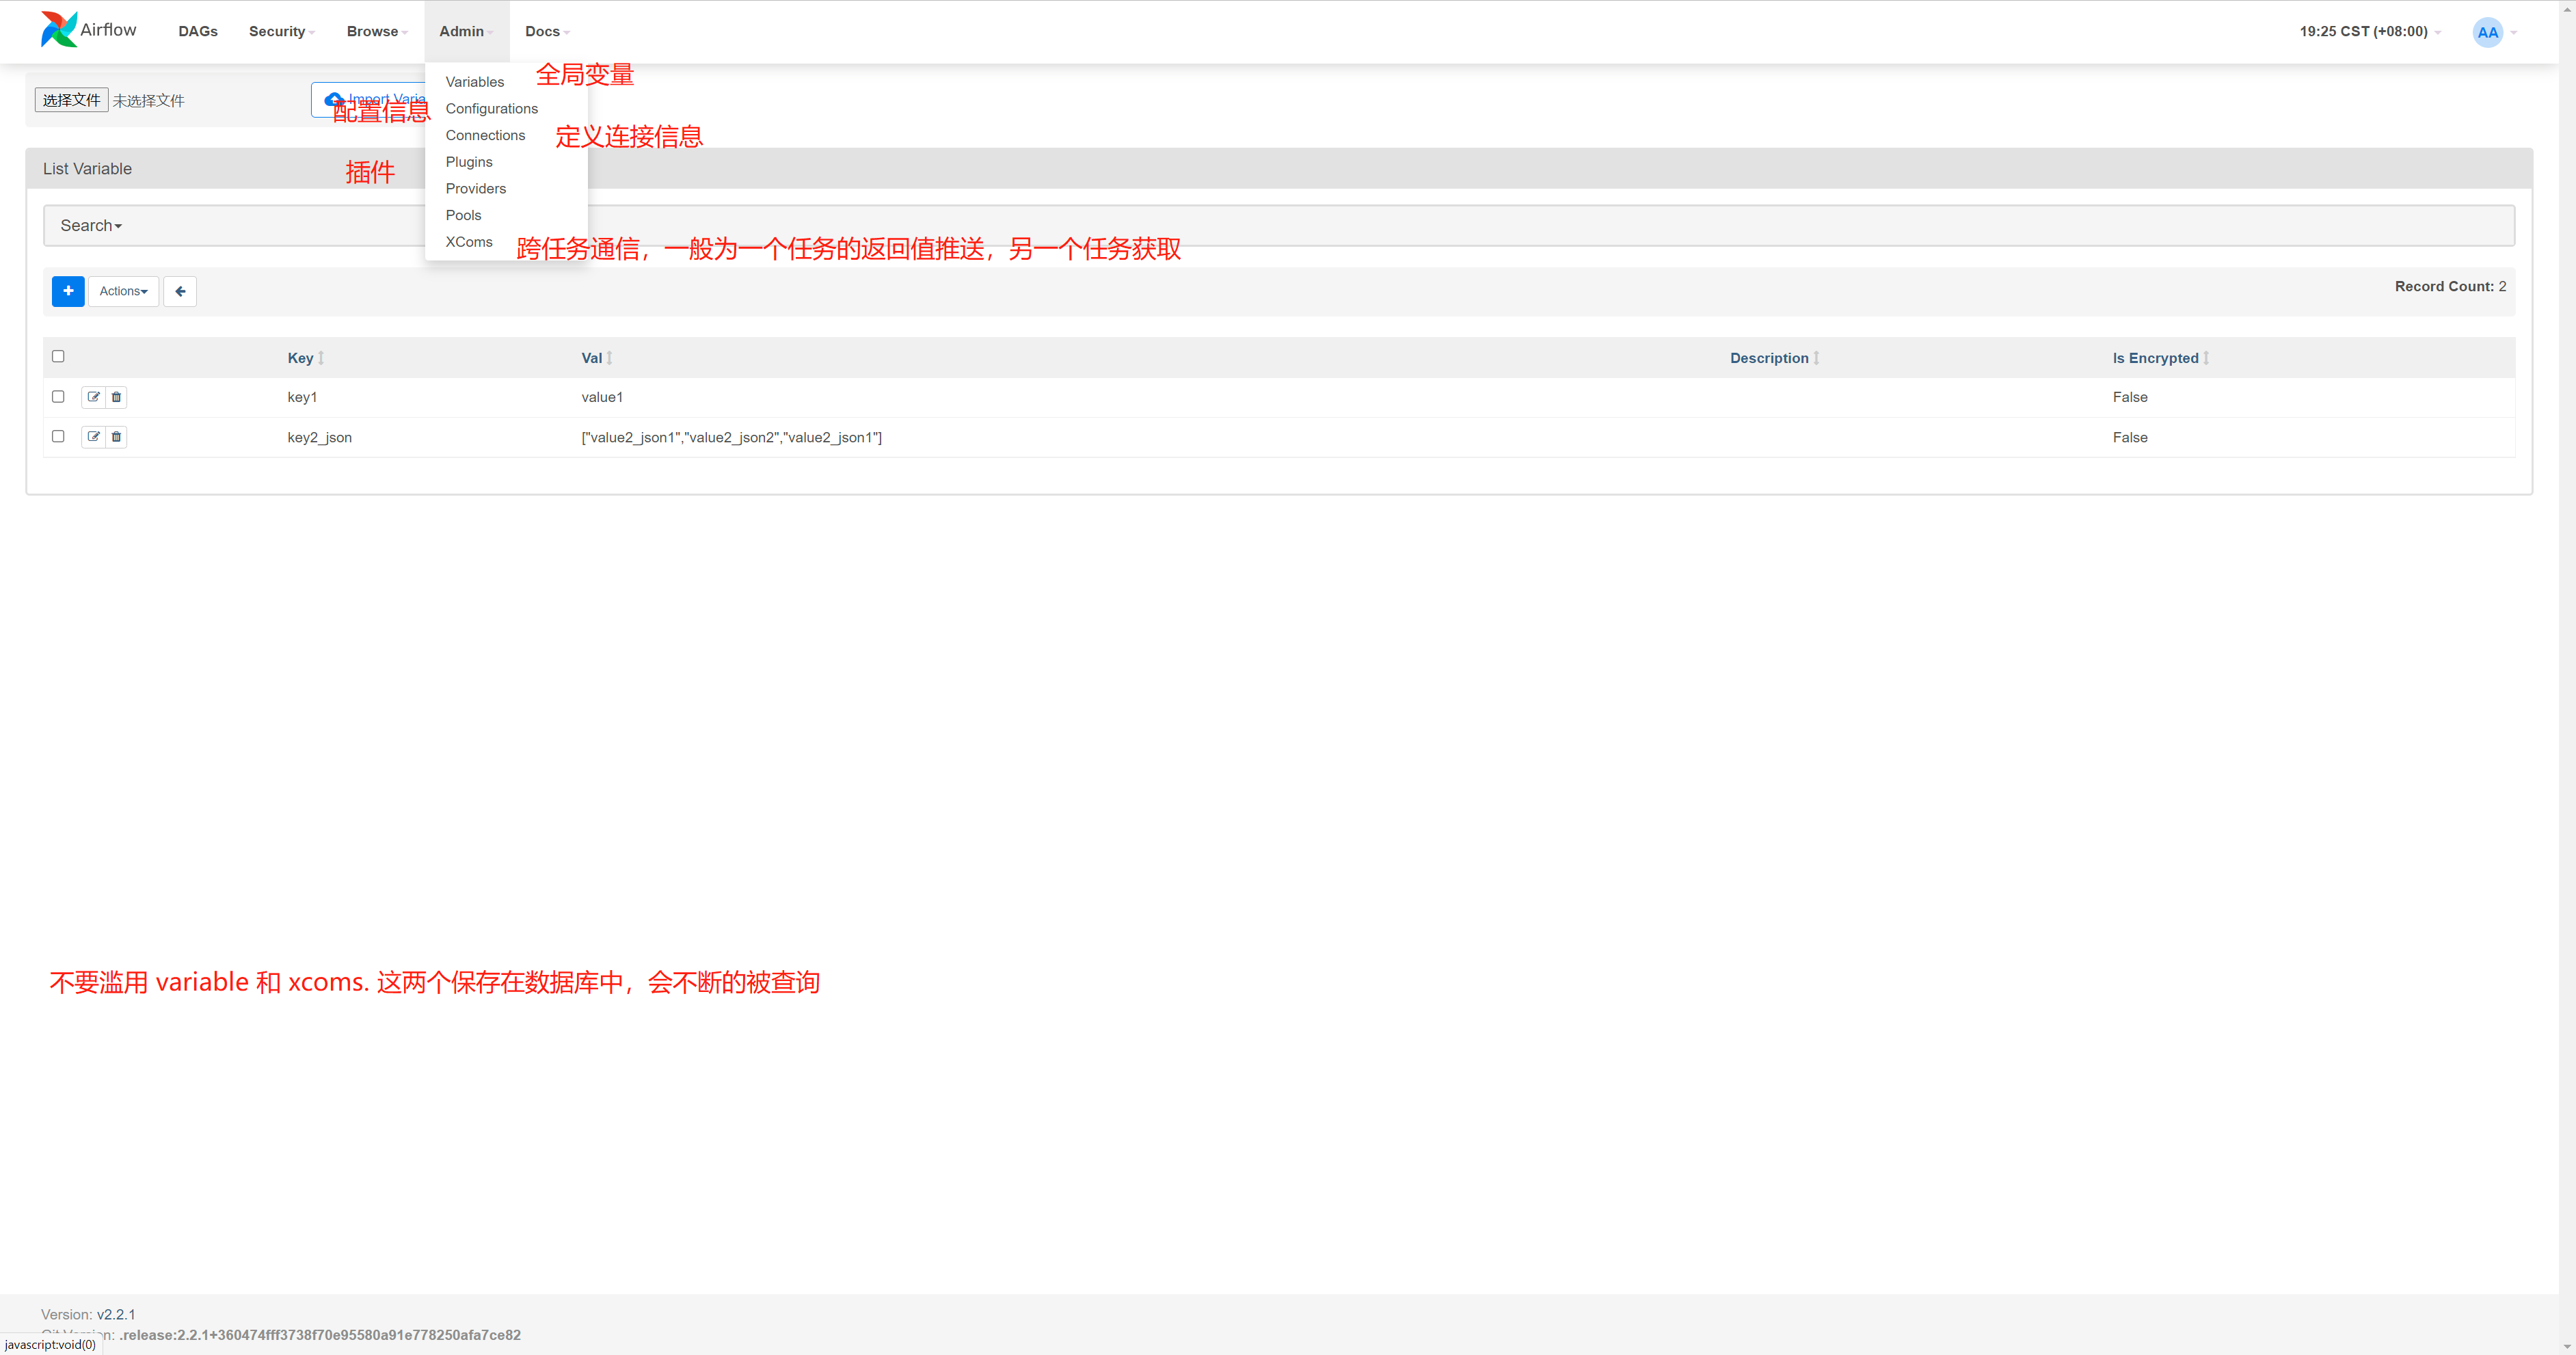 Airflow DAGs Security Browse Admin Docs 19:25 CST (+08:00) AA
Variables 全局变量
选择文件 未选择文件 Import Varia
配置信息 Configurations
Connections 定义连接信息
List Variable 插件 Plugins
Providers
Search Pools
XComs 跨任务通信，一般为一个任务的返回值推送，另一个任务获取
+ Actions Record Count: 2
Key Val Description Is Encrypted
key1 value1 False
key2_json ["value2_json1","value2_json2","value2_json1"] False
不要滥用 variable 和 xcoms. 这两个保存在数据库中，会不断的被查询
Version: v2.2.1
Git Version: .release:2.2.1+360474fff3738f70e95580a91e778250afa7ce82
javascript:void(0)